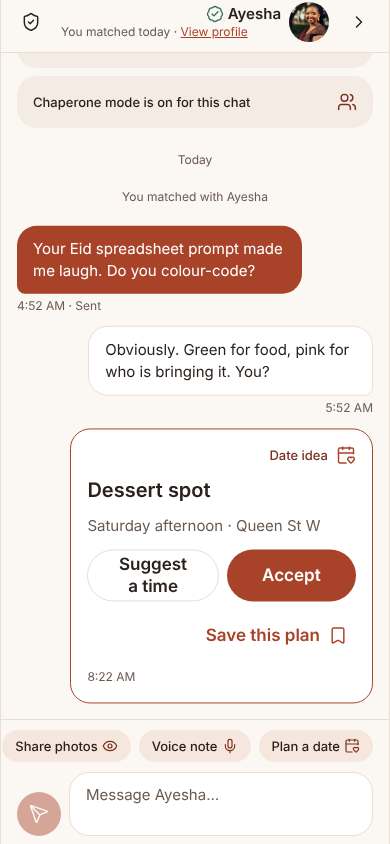 Ayesha
You matched today · View profile
Chaperone mode is on for this chat
Today
You matched with Ayesha
Your Eid spreadsheet prompt made
me laugh. Do you colour-code?
4:52 AM · Sent
Obviously. Green for food, pink for
who is bringing it. You?
5:52 AM
Date idea
Dessert spot
Saturday afternoon · Queen St W
Suggest
a time
Accept
Save this plan
8:22 AM
Share photos
Voice note
Plan a date
Message Ayesha...